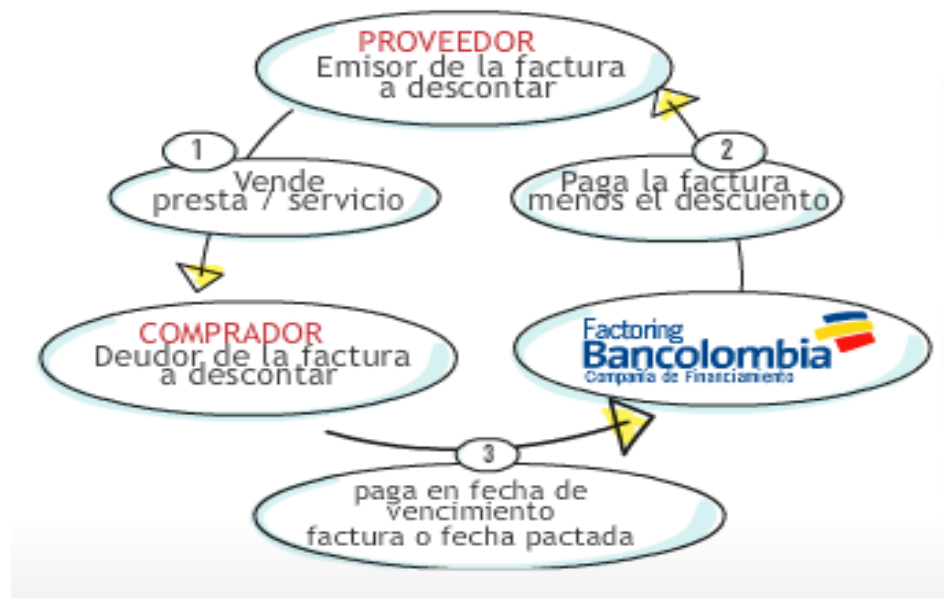 PROVEEDOR
Emisor de la factura
a descontar
1
Vende
presta / servicio
2
Paga la factura
menos el descuento
COMPRADOR
Deudor de la factura
a descontar
Factoring
Bancolombia
Compañía de Financiamiento
3
paga en fecha de
vencimiento
factura o fecha pactada